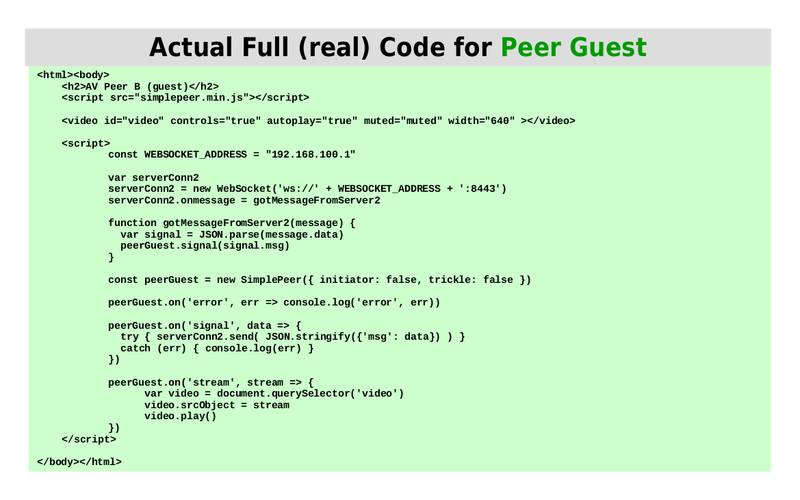 Actual Full (real) Code for Peer Guest
<html><body>
<h2>AV Peer B (guest)</h2>
<script src="simplepeer.min.js"></script>
<video id="video" controls="true" autoplay="true" muted="muted" width="640" ></video>
<script>
const WEBSOCKET_ADDRESS = "192.168.100.1"
var serverConn2
serverConn2 = new WebSocket('ws://' + WEBSOCKET_ADDRESS + ':8443')
serverConn2.onmessage = gotMessageFromServer2
function gotMessageFromServer2(message) {
var signal = JSON.parse(message.data)
peerGuest.signal(signal.msg)
}
const peerGuest = new SimplePeer({ initiator: false, trickle: false })
peerGuest.on('error', err => console.log('error', err))
peerGuest.on('signal', data => {
try { serverConn2.send( JSON.stringify({'msg': data}) ) }
catch (err) { console.log(err) }
})
peerGuest.on('stream', stream => {
var video = document.querySelector('video')
video.srcObject = stream
video.play()
})
</script>
</body></html>